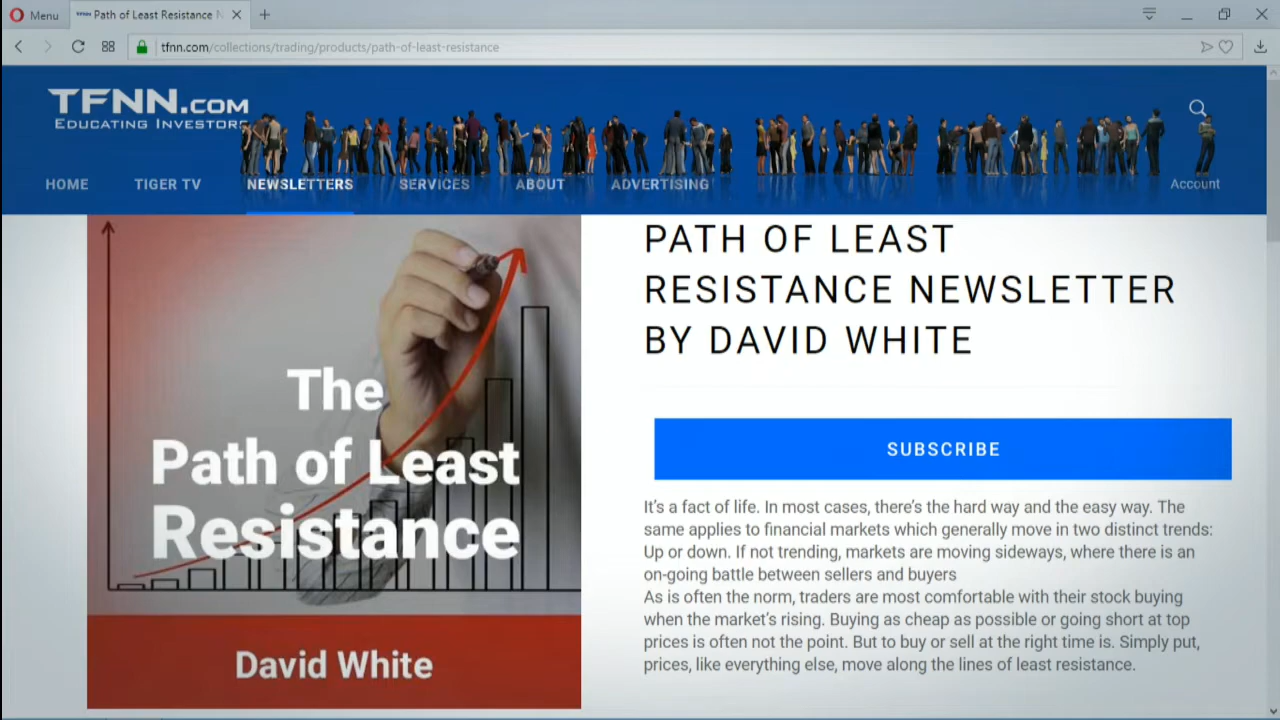 Menu
TFNN Path of Least Resistance N
tfnn.com/collections/trading/products/path-of-least-resistance
TFNN.COM
EDUCATING INVESTORS
HOME TIGER TV NEWSLETTERS SERVICES ABOUT ADVERTISING Account
The
Path of Least
Resistance
David White
PATH OF LEAST
RESISTANCE NEWSLETTER
BY DAVID WHITE
SUBSCRIBE
It’s a fact of life. In most cases, there’s the hard way and the easy way. The
same applies to financial markets which generally move in two distinct trends:
Up or down. If not trending, markets are moving sideways, where there is an
on-going battle between sellers and buyers
As is often the norm, traders are most comfortable with their stock buying
when the market’s rising. Buying as cheap as possible or going short at top
prices is often not the point. But to buy or sell at the right time is. Simply put,
prices, like everything else, move along the lines of least resistance.